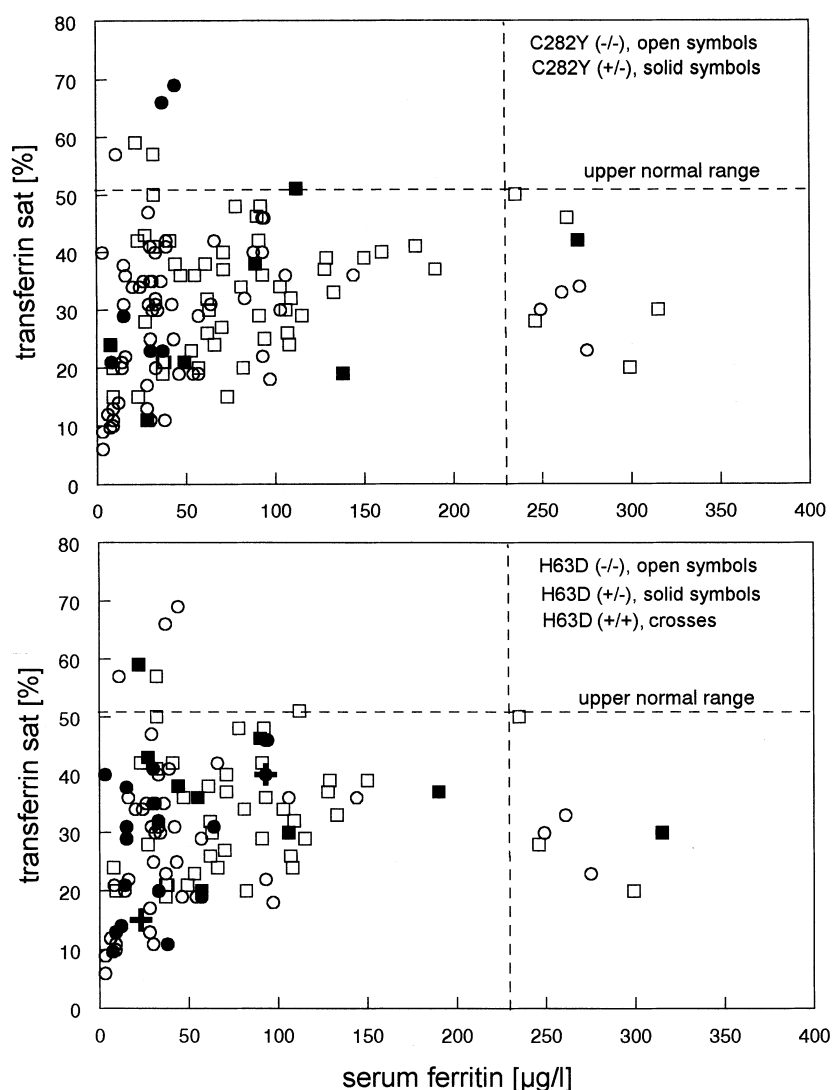 80
70
60
50
40
30
20
10
0
transferrin sat [%]
C282Y (-/-), open symbols
C282Y (+/-), solid symbols
upper normal range
0 50 100 150 200 250 300 350 400
80
70
60
50
40
30
20
10
0
transferrin sat [%]
H63D (-/-), open symbols
H63D (+/-), solid symbols
H63D (+/+), crosses
upper normal range
0 50 100 150 200 250 300 350 400
serum ferritin [µg/l]